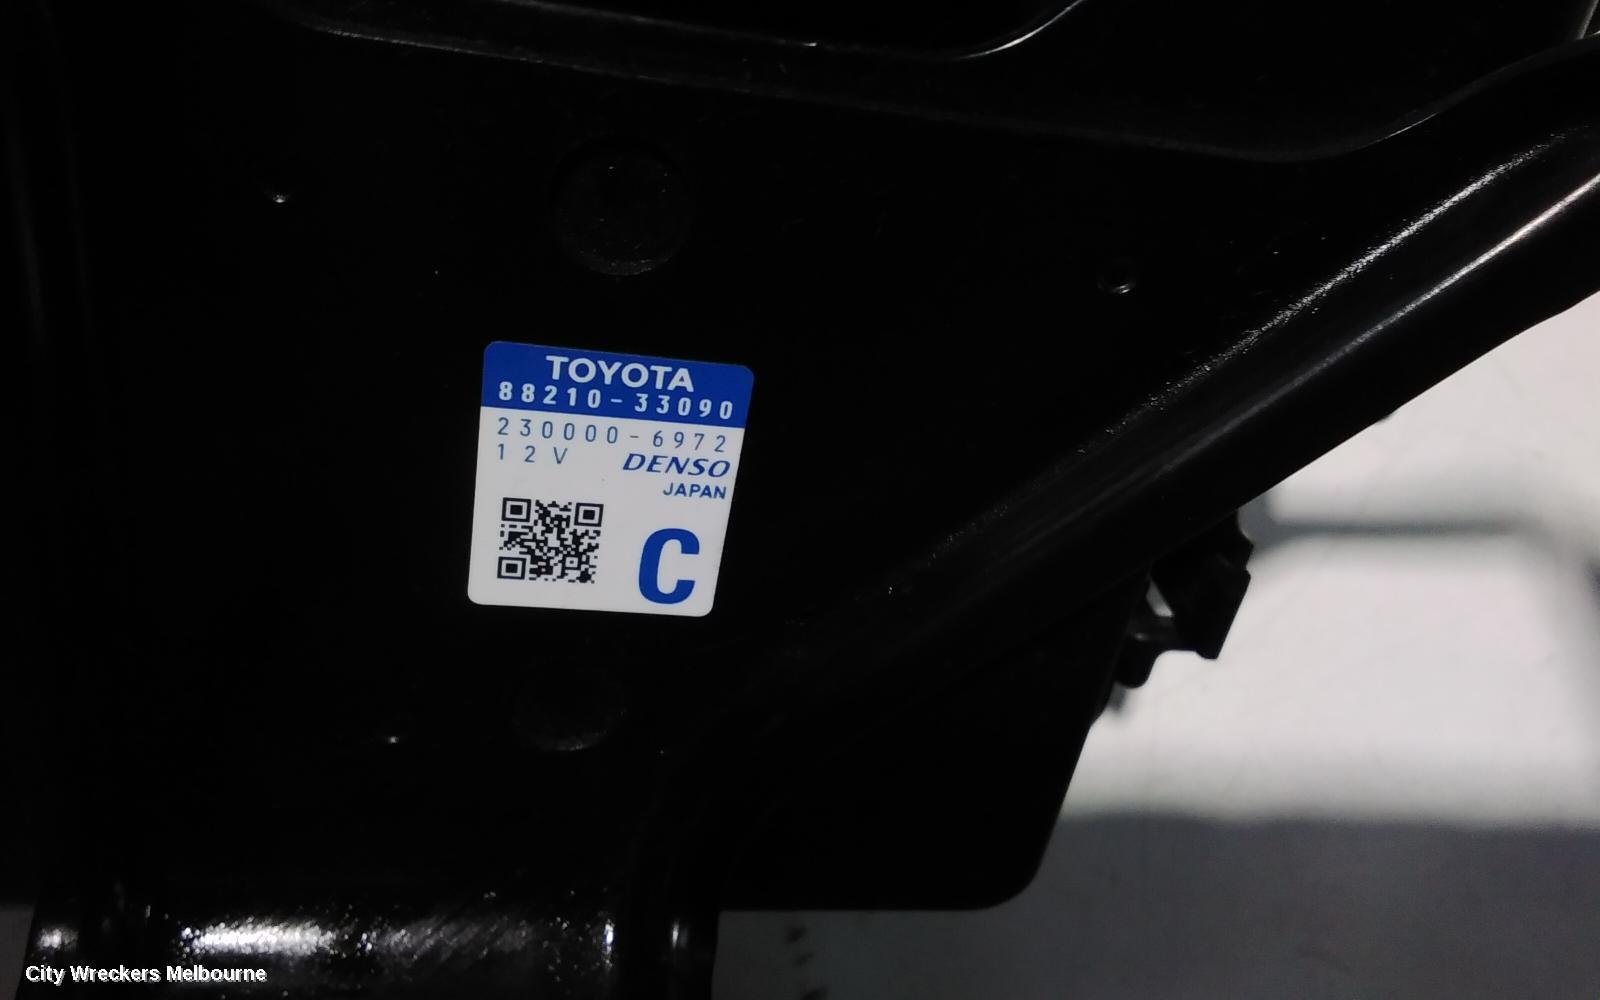 TOYOTA
88210-33090
230000-6972
12V
DENSO
JAPAN
C
City Wreckers Melbourne